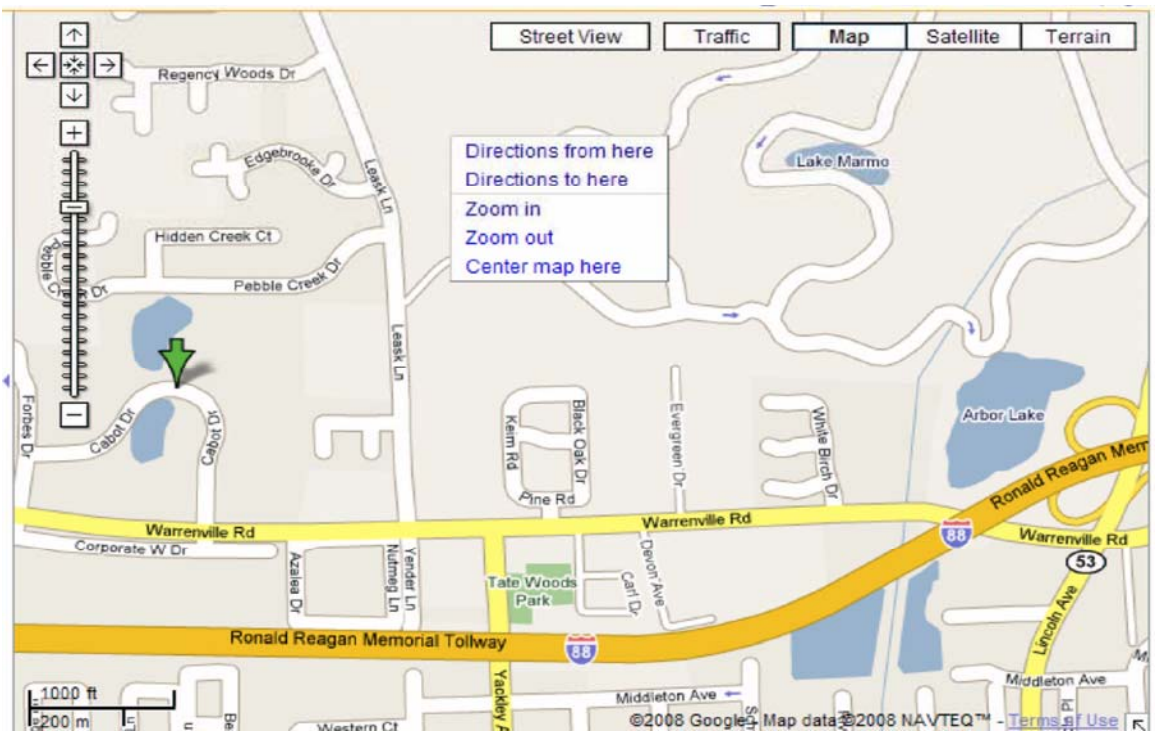 Street View
Traffic
Map
Satellite
Terrain
Regency Woods Dr
Edgebrooke Dr
Leask Ln
Directions from here
Directions to here
Zoom in
Zoom out
Center map here
Lake Marmo
Hidden Creek Ct
Pebble Creek Dr
Pebble Creek Dr
Leask Ln
Forbes Dr
Cabot Dr
Cabot Dr
Keim Rd
Black Oak Dr
Pine Rd
Evergreen Dr
White Birch Dr
Arbor Lake
Ronald Reagan Mem
Warrenville Rd
Warrenville Rd
Warrenville Rd
88
53
Corporate W Dr
Azalea Dr
Nutmeg Ln
Yender Ln
Tate Woods
Park
Carl Dr
Devon Ave
Lincoln Ave
Ronald Reagan Memorial Tollway
88
Yackley A
Middleton Ave
Middleton Ave
Western Ct
1000 ft
200 m
©2008 Google - Map data ©2008 NAVTEQ™ - Terms of Use